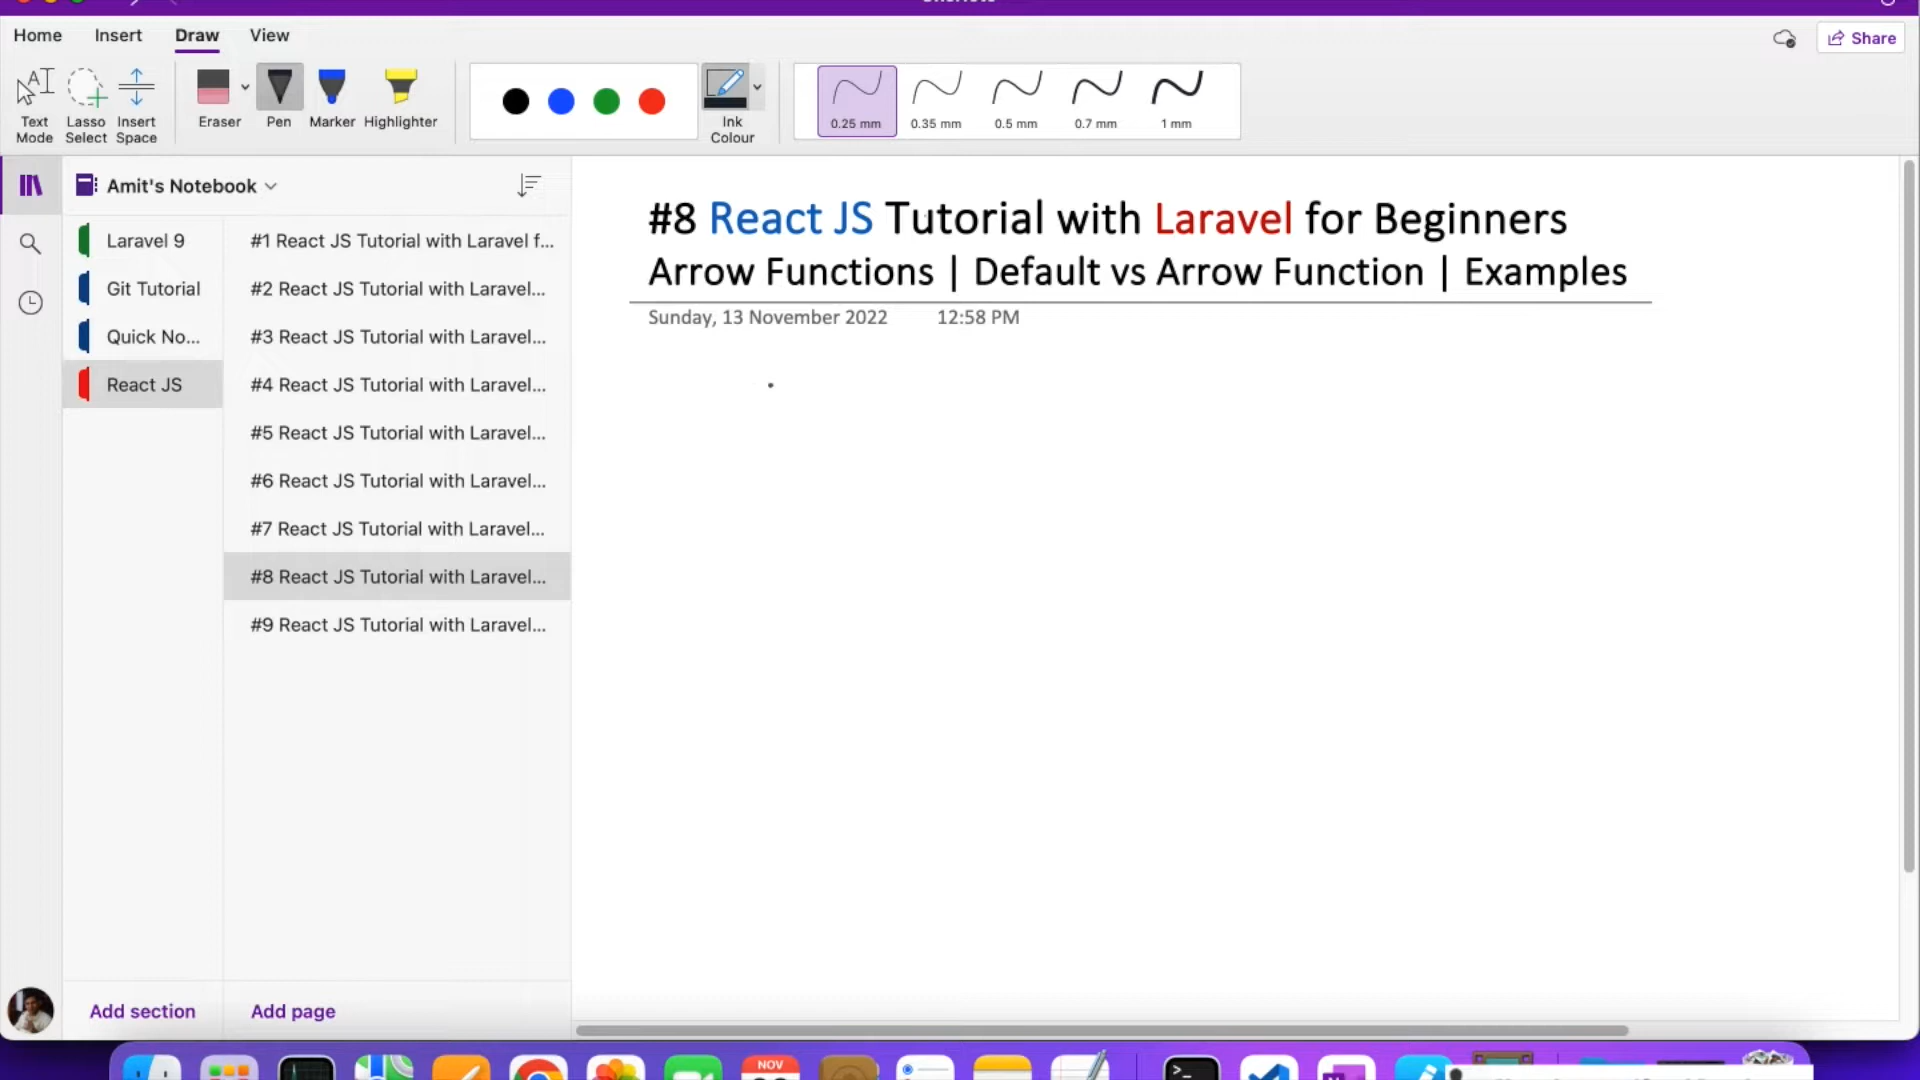 Home Insert Draw View
Share
Text Mode
Lasso Select
Insert Space
Eraser
Pen
Marker
Highlighter
Ink Colour
0.25 mm
0.35 mm
0.5 mm
0.7 mm
1 mm
Amit's Notebook
Laravel 9
Git Tutorial
Quick No...
React JS
#1 React JS Tutorial with Laravel f...
#2 React JS Tutorial with Laravel...
#3 React JS Tutorial with Laravel...
#4 React JS Tutorial with Laravel...
#5 React JS Tutorial with Laravel...
#6 React JS Tutorial with Laravel...
#7 React JS Tutorial with Laravel...
#8 React JS Tutorial with Laravel...
#9 React JS Tutorial with Laravel...
Add section
Add page
#8 React JS Tutorial with Laravel for Beginners
Arrow Functions | Default vs Arrow Function | Examples
Sunday, 13 November 2022 12:58 PM
NOV